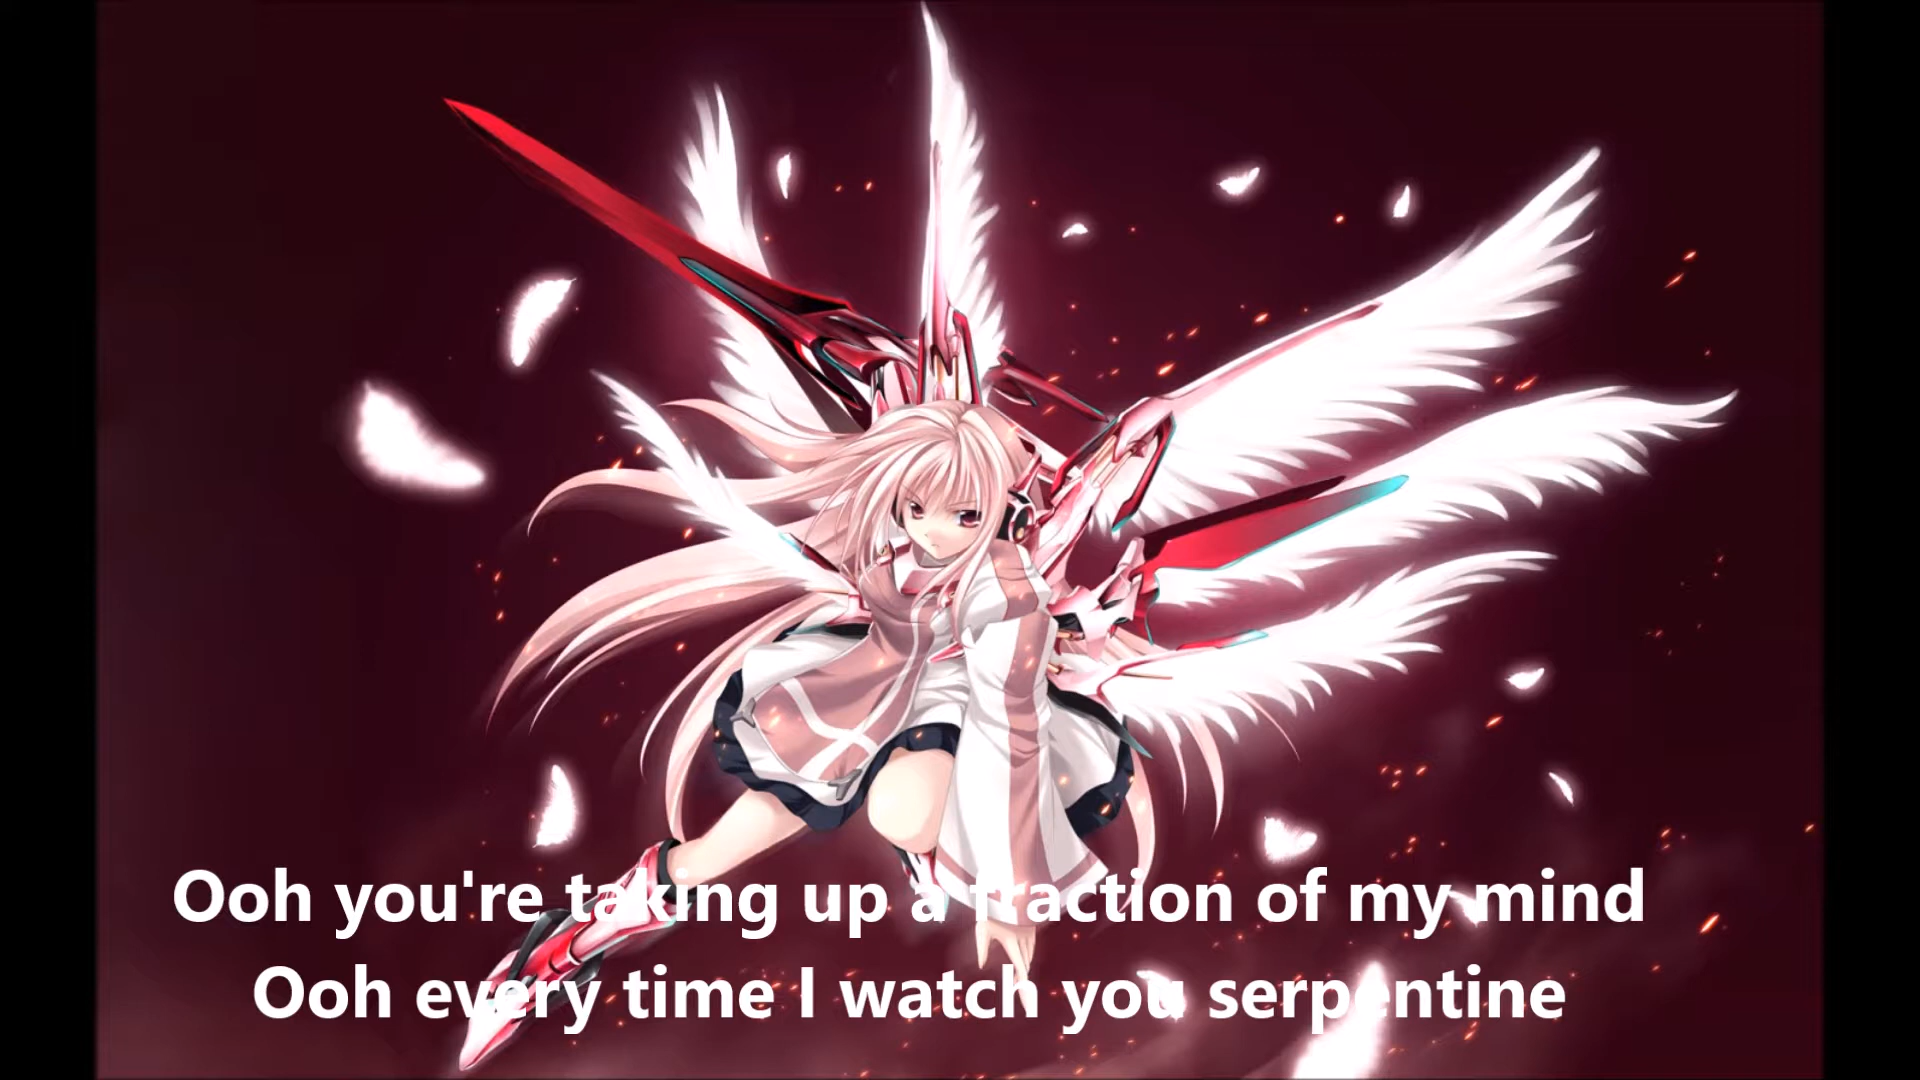 Ooh you're taking up a fraction of my mind
Ooh every time I watch you serpentine